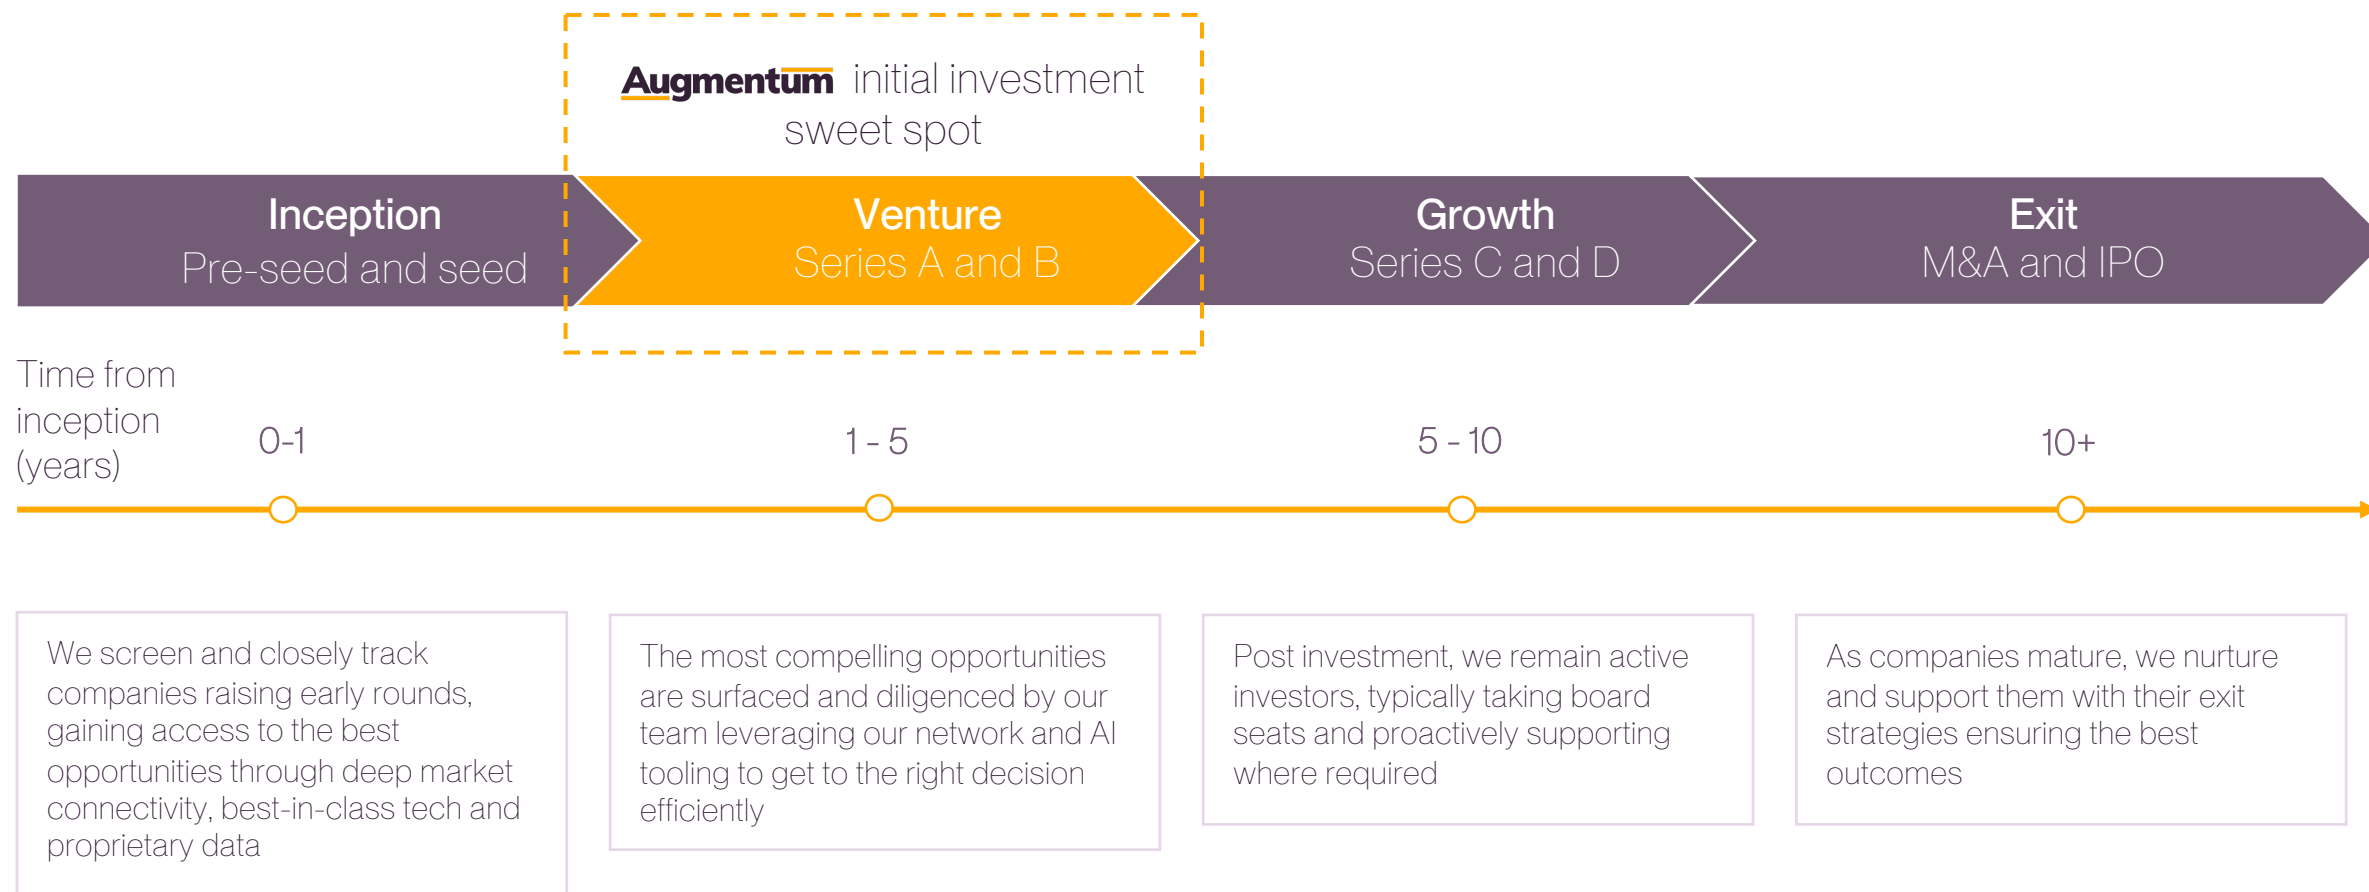 Augmentum initial investment
sweet spot
Inception
Pre-seed and seed
Venture
Series A and B
Growth
Series C and D
Exit
M&A and IPO
Time from
inception
(years)
0-1
1 - 5
5 - 10
10+
We screen and closely track
companies raising early rounds,
gaining access to the best
opportunities through deep market
connectivity, best-in-class tech and
proprietary data
The most compelling opportunities
are surfaced and diligenced by our
team leveraging our network and AI
tooling to get to the right decision
efficiently
Post investment, we remain active
investors, typically taking board
seats and proactively supporting
where required
As companies mature, we nurture
and support them with their exit
strategies ensuring the best
outcomes